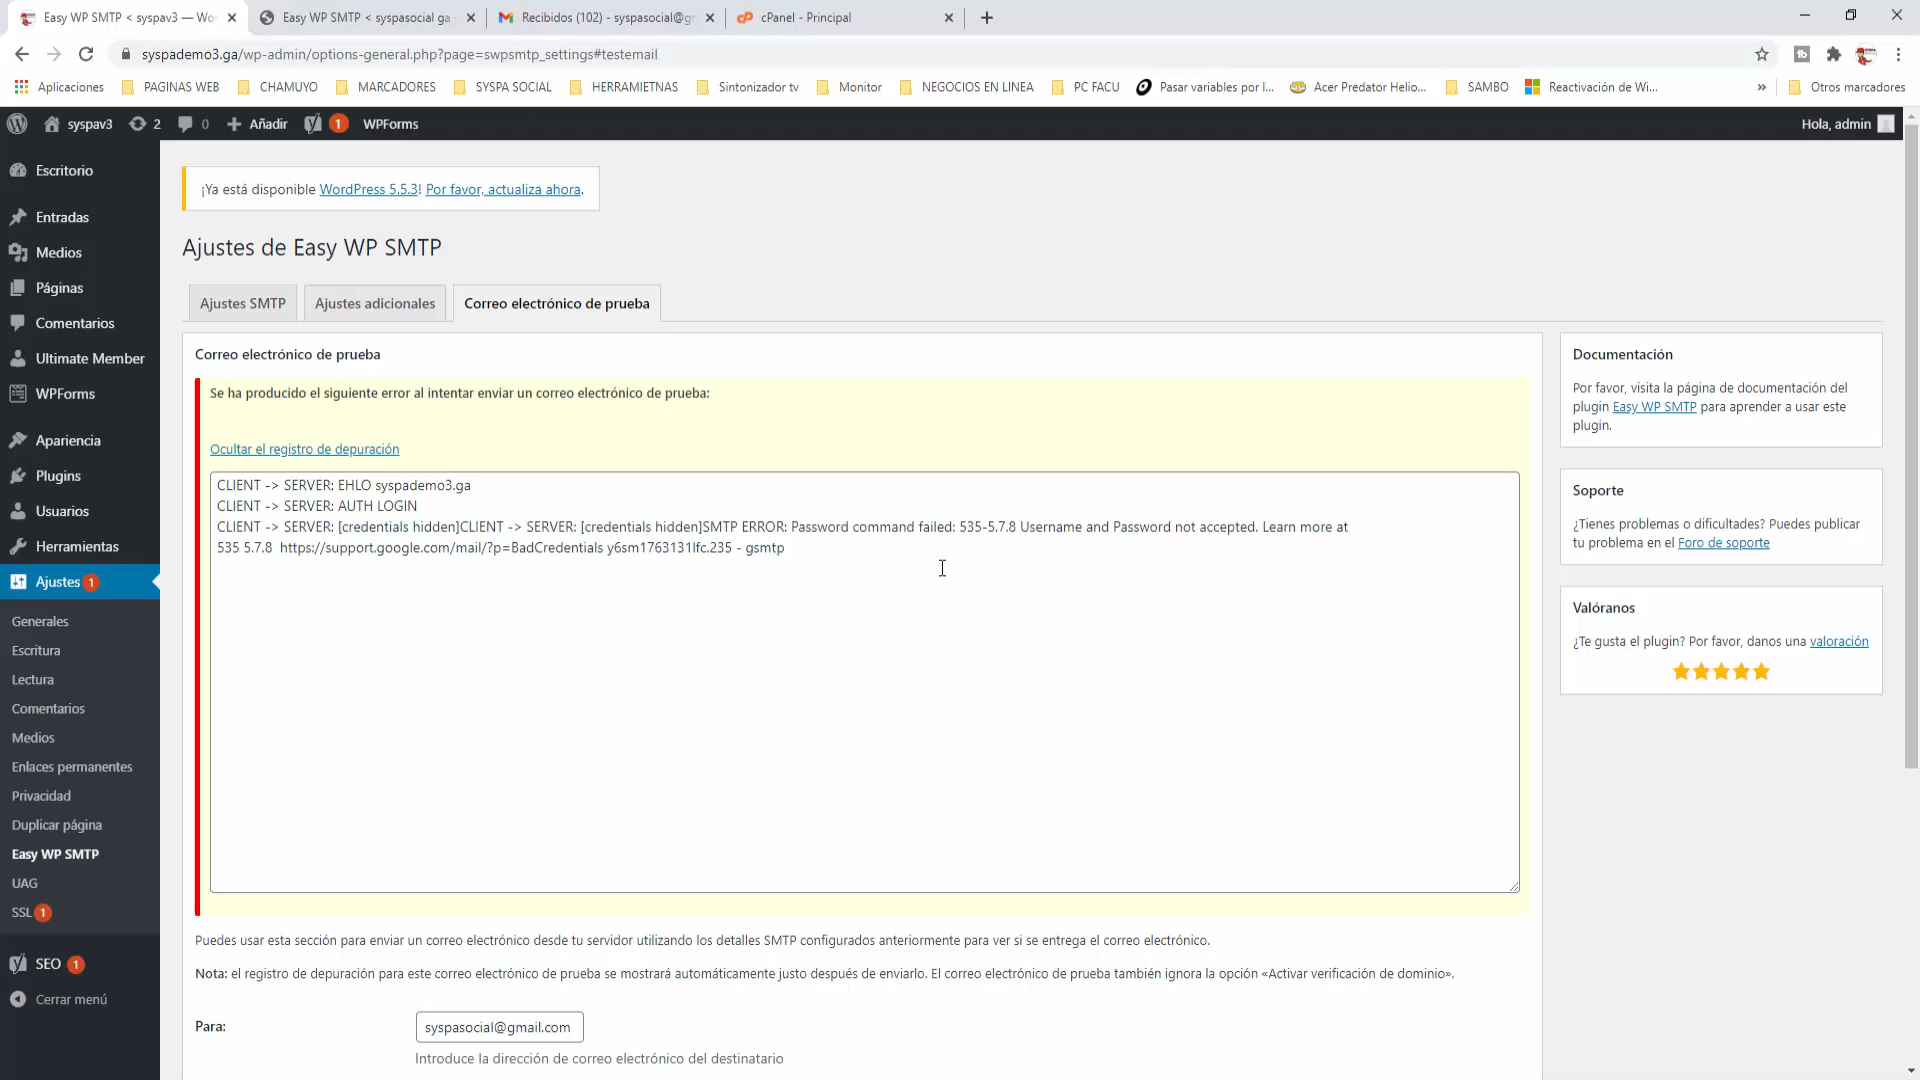 Easy WP SMTP < syspav3 — Wo
Easy WP SMTP < syspasocial ga
Recibidos (102) - syspasocial@g
cPanel - Principal
syspademo3.ga/wp-admin/options-general.php?page=swpsmtp_settings#testemail
Aplicaciones
PAGINAS WEB
CHAMUYO
MARCADORES
SYSPA SOCIAL
HERRAMIETNAS
Sintonizador tv
Monitor
NEGOCIOS EN LINEA
PC FACU
Pasar variables por l...
Acer Predator Helio...
SAMBO
Reactivación de Wi...
»
Otros marcadores
syspav3
2
0
Añadir
1
WPForms
Hola, admin
Escritorio
Entradas
Medios
Páginas
Comentarios
Ultimate Member
WPForms
Apariencia
Plugins
Usuarios
Herramientas
Ajustes 1
Generales
Escritura
Lectura
Comentarios
Medios
Enlaces permanentes
Privacidad
Duplicar página
Easy WP SMTP
UAG
SSL 1
SEO 1
Cerrar menú
¡Ya está disponible WordPress 5.5.3! Por favor, actualiza ahora.
Ajustes de Easy WP SMTP
Ajustes SMTP
Ajustes adicionales
Correo electrónico de prueba
Correo electrónico de prueba
Se ha producido el siguiente error al intentar enviar un correo electrónico de prueba:
Ocultar el registro de depuración
CLIENT -> SERVER: EHLO syspademo3.ga
CLIENT -> SERVER: AUTH LOGIN
CLIENT -> SERVER: [credentials hidden]CLIENT -> SERVER: [credentials hidden]SMTP ERROR: Password command failed: 535-5.7.8 Username and Password not accepted. Learn more at
535 5.7.8  https://support.google.com/mail/?p=BadCredentials y6sm1763131lfc.235 - gsmtp
Puedes usar esta sección para enviar un correo electrónico desde tu servidor utilizando los detalles SMTP configurados anteriormente para ver si se entrega el correo electrónico.
Nota: el registro de depuración para este correo electrónico de prueba se mostrará automáticamente justo después de enviarlo. El correo electrónico de prueba también ignora la opción «Activar verificación de dominio».
Para:
syspasocial@gmail.com
Introduce la dirección de correo electrónico del destinatario
Documentación
Por favor, visita la página de documentación del
plugin Easy WP SMTP para aprender a usar este
plugin.
Soporte
¿Tienes problemas o dificultades? Puedes publicar
tu problema en el Foro de soporte
Valóranos
¿Te gusta el plugin? Por favor, danos una valoración